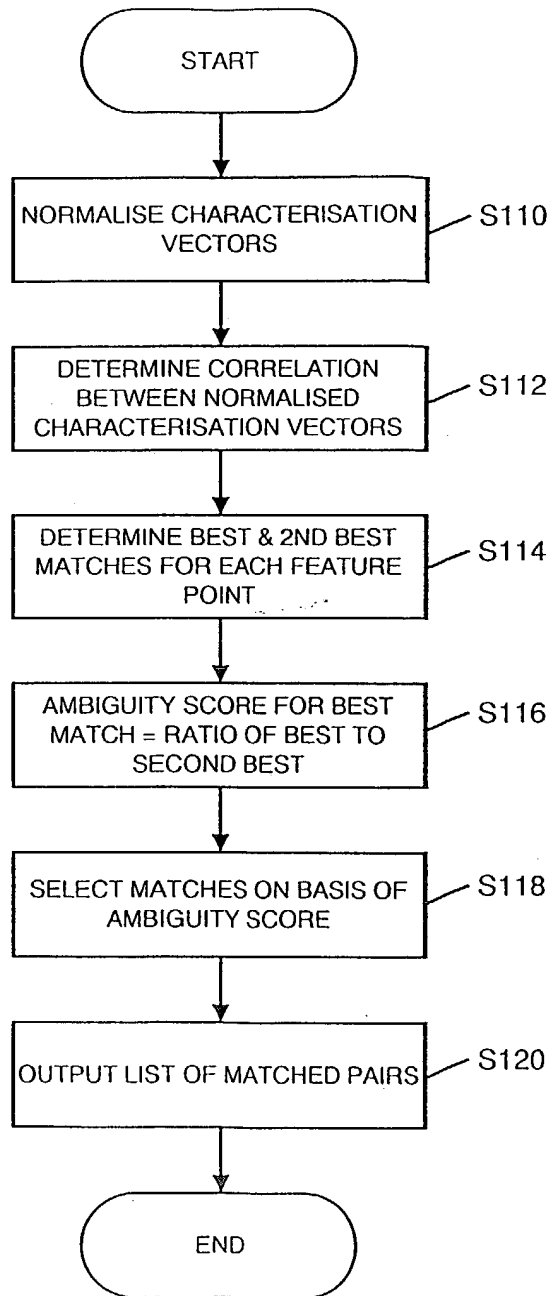 START
NORMALISE CHARACTERISATION
VECTORS
S110
DETERMINE CORRELATION
BETWEEN NORMALISED
CHARACTERISATION VECTORS
S112
DETERMINE BEST & 2ND BEST
MATCHES FOR EACH FEATURE
POINT
S114
AMBIGUITY SCORE FOR BEST
MATCH = RATIO OF BEST TO
SECOND BEST
S116
SELECT MATCHES ON BASIS OF
AMBIGUITY SCORE
S118
OUTPUT LIST OF MATCHED PAIRS
S120
END